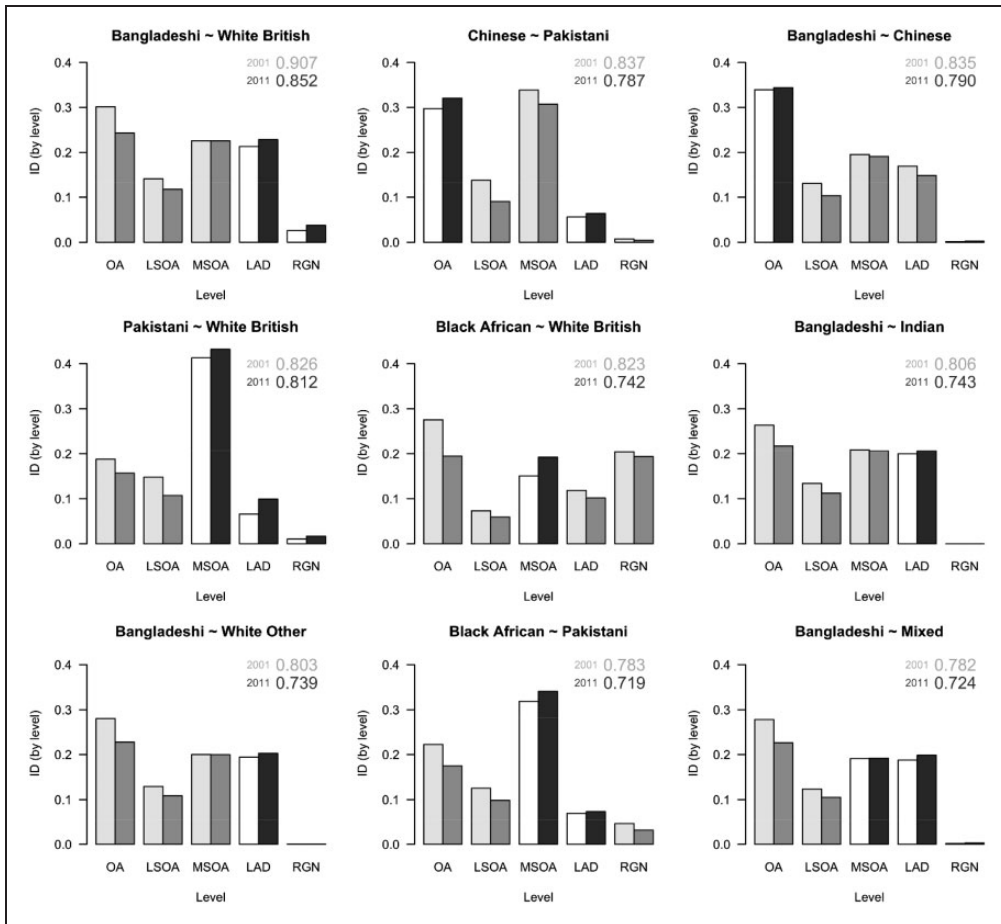 Bangladeshi ~ White British
2001 0.907
2011 0.852
ID (by level)
0.4
0.3
0.2
0.1
0.0
OA LSOA MSOA LAD RGN
Level
Chinese ~ Pakistani
2001 0.837
2011 0.787
ID (by level)
0.4
0.3
0.2
0.1
0.0
OA LSOA MSOA LAD RGN
Level
Bangladeshi ~ Chinese
2001 0.835
2011 0.790
ID (by level)
0.4
0.3
0.2
0.1
0.0
OA LSOA MSOA LAD RGN
Level
Pakistani ~ White British
2001 0.826
2011 0.812
ID (by level)
0.4
0.3
0.2
0.1
0.0
OA LSOA MSOA LAD RGN
Level
Black African ~ White British
2001 0.823
2011 0.742
ID (by level)
0.4
0.3
0.2
0.1
0.0
OA LSOA MSOA LAD RGN
Level
Bangladeshi ~ Indian
2001 0.806
2011 0.743
ID (by level)
0.4
0.3
0.2
0.1
0.0
OA LSOA MSOA LAD RGN
Level
Bangladeshi ~ White Other
2001 0.803
2011 0.739
ID (by level)
0.4
0.3
0.2
0.1
0.0
OA LSOA MSOA LAD RGN
Level
Black African ~ Pakistani
2001 0.783
2011 0.719
ID (by level)
0.4
0.3
0.2
0.1
0.0
OA LSOA MSOA LAD RGN
Level
Bangladeshi ~ Mixed
2001 0.782
2011 0.724
ID (by level)
0.4
0.3
0.2
0.1
0.0
OA LSOA MSOA LAD RGN
Level